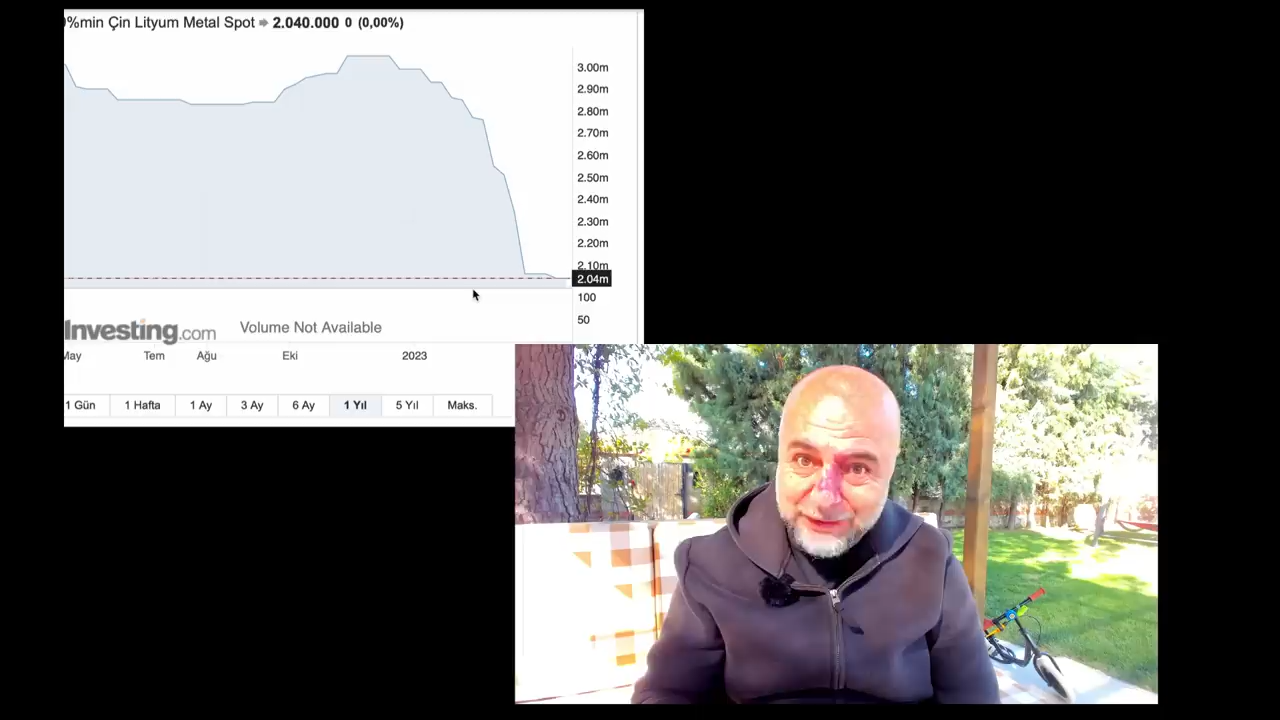 %min Çin Lityum Metal Spot 2.040.000 0 (0,00%)
3.00m
2.90m
2.80m
2.70m
2.60m
2.50m
2.40m
2.30m
2.20m
2.10m
2.04m
100
50
Investing.com
Volume Not Available
May Tem Ağu Eki 2023
1 Gün 1 Hafta 1 Ay 3 Ay 6 Ay 1 Yıl 5 Yıl Maks.